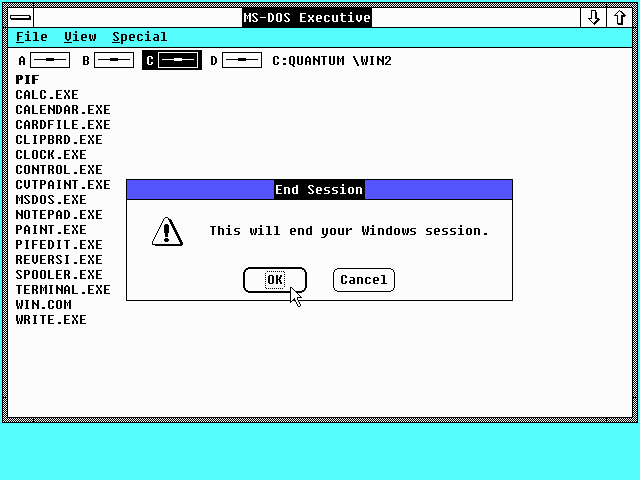 MS-DOS Executive
File View Special
A B C D C:QUANTUM \WIN2
PIF
CALC.EXE
CALENDAR.EXE
CARDFILE.EXE
CLIPBRD.EXE
CLOCK.EXE
CONTROL.EXE
CVTPAINT.EXE
MSDOS.EXE
NOTEPAD.EXE
PAINT.EXE
PIFEDIT.EXE
REVERSI.EXE
SPOOLER.EXE
TERMINAL.EXE
WIN.COM
WRITE.EXE
End Session
This will end your Windows session.
OK Cancel